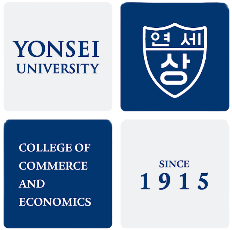 YONSEI
UNIVERSITY
연세
상
COLLEGE OF
COMMERCE
AND
ECONOMICS
SINCE
1915